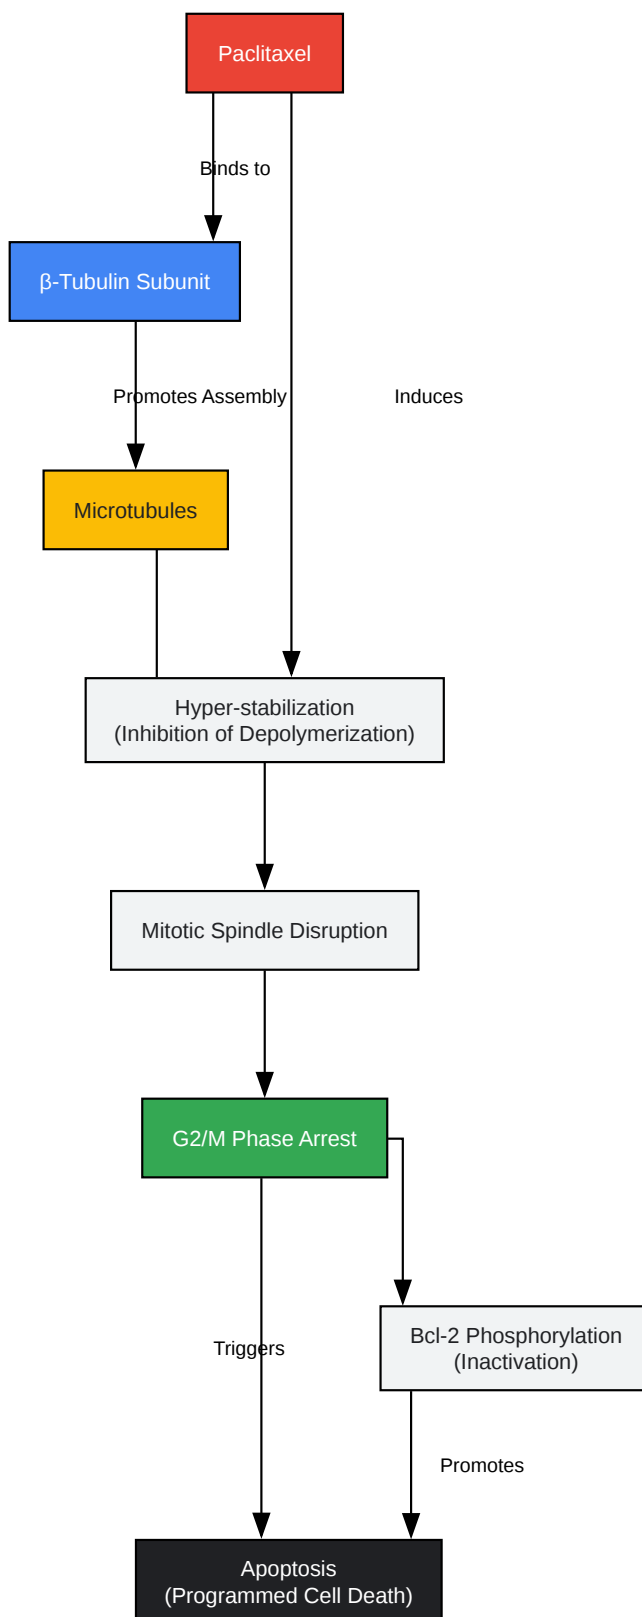 Paclitaxel
Binds to
β-Tubulin Subunit
Promotes Assembly
Induces
Microtubules
Hyper-stabilization
(Inhibition of Depolymerization)
Mitotic Spindle Disruption
G2/M Phase Arrest
Bcl-2 Phosphorylation
(Inactivation)
Triggers
Promotes
Apoptosis
(Programmed Cell Death)